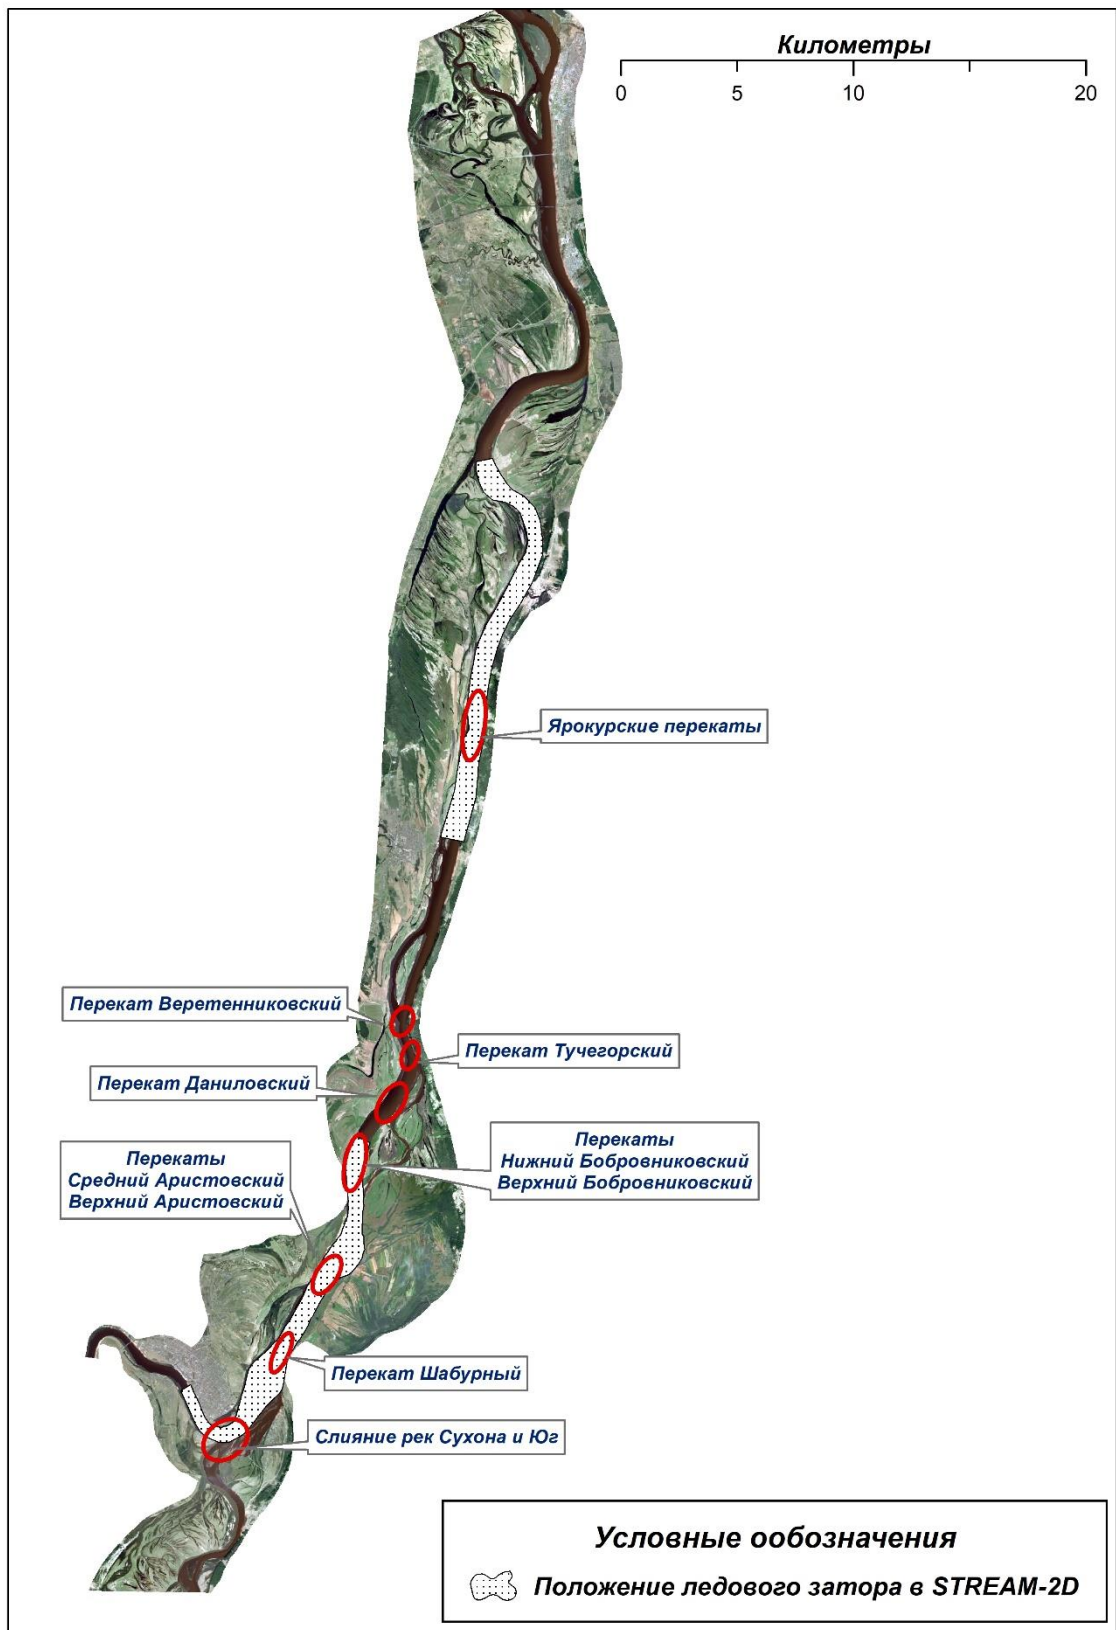 Километры
0 5 10 20
Ярокурские перекаты
Перекат Веретенниковский
Перекат Тучегорский
Перекат Даниловский
Перекаты
Нижний Бобровниковский
Верхний Бобровниковский
Перекаты
Средний Аристовский
Верхний Аристовский
Перекат Шабурный
Слияние рек Сухона и Юг
Условные ообозначения
Положение ледового затора в STREAM-2D